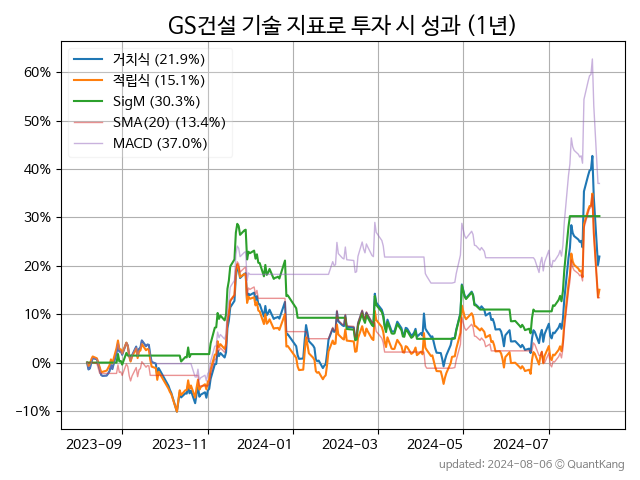 GS건설 기술 지표로 투자 시 성과 (1년)
거치식 (21.9%)
적립식 (15.1%)
SigM (30.3%)
SMA(20) (13.4%)
MACD (37.0%)
60%
50%
40%
30%
20%
10%
0%
−10%
2023-09 2023-11 2024-01 2024-03 2024-05 2024-07
updated: 2024-08-06 © QuantKang